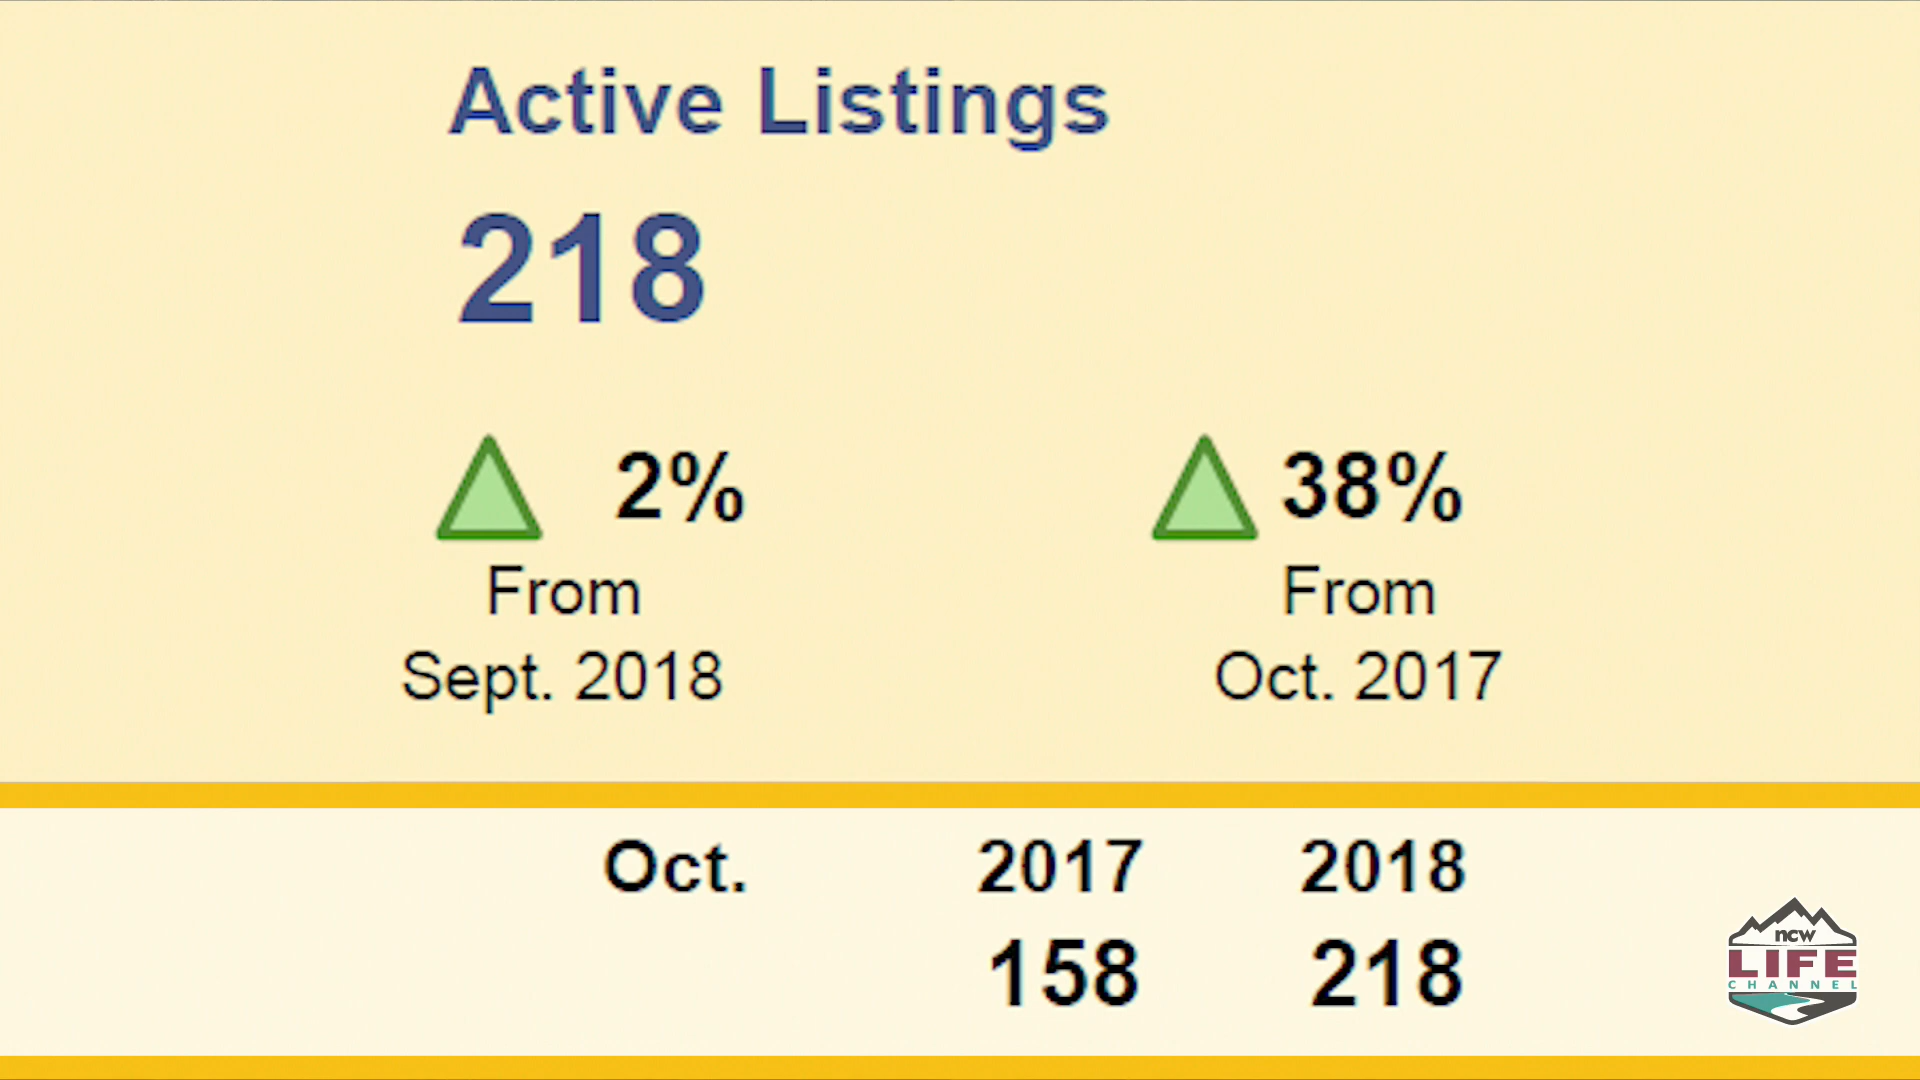 Active Listings
218
2% 38%
From From
Sept. 2018 Oct. 2017
Oct. 2017 2018
158 218
ncw
LIFE
CHANNEL